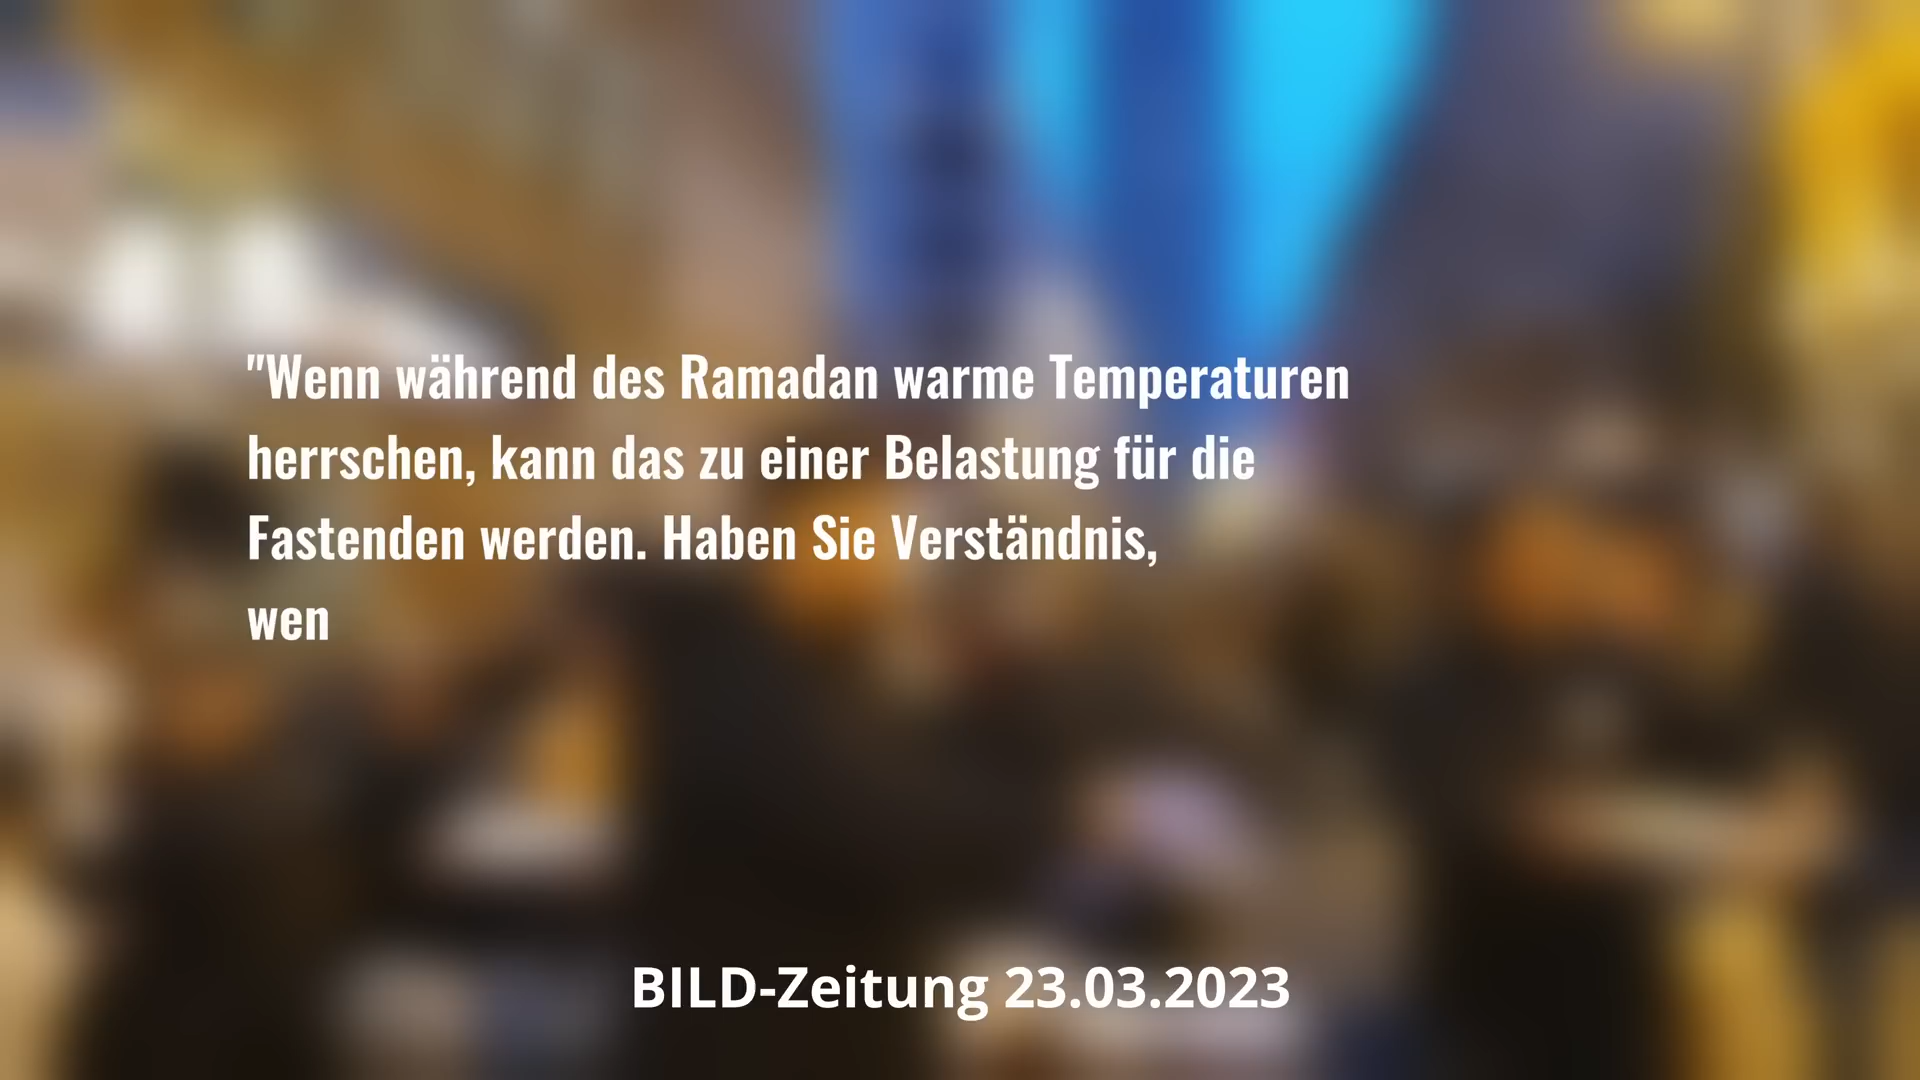 "Wenn während des Ramadan warme Temperaturen
herrschen, kann das zu einer Belastung für die
Fastenden werden. Haben Sie Verständnis,
wen
BILD-Zeitung 23.03.2023